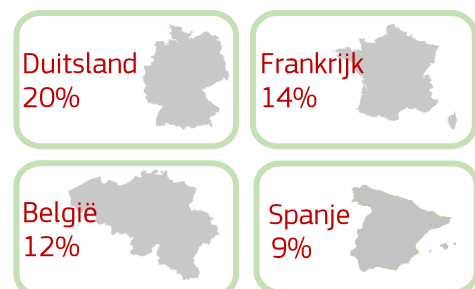 Duitsland
20%
Frankrijk
14%
België
12%
Spanje
9%